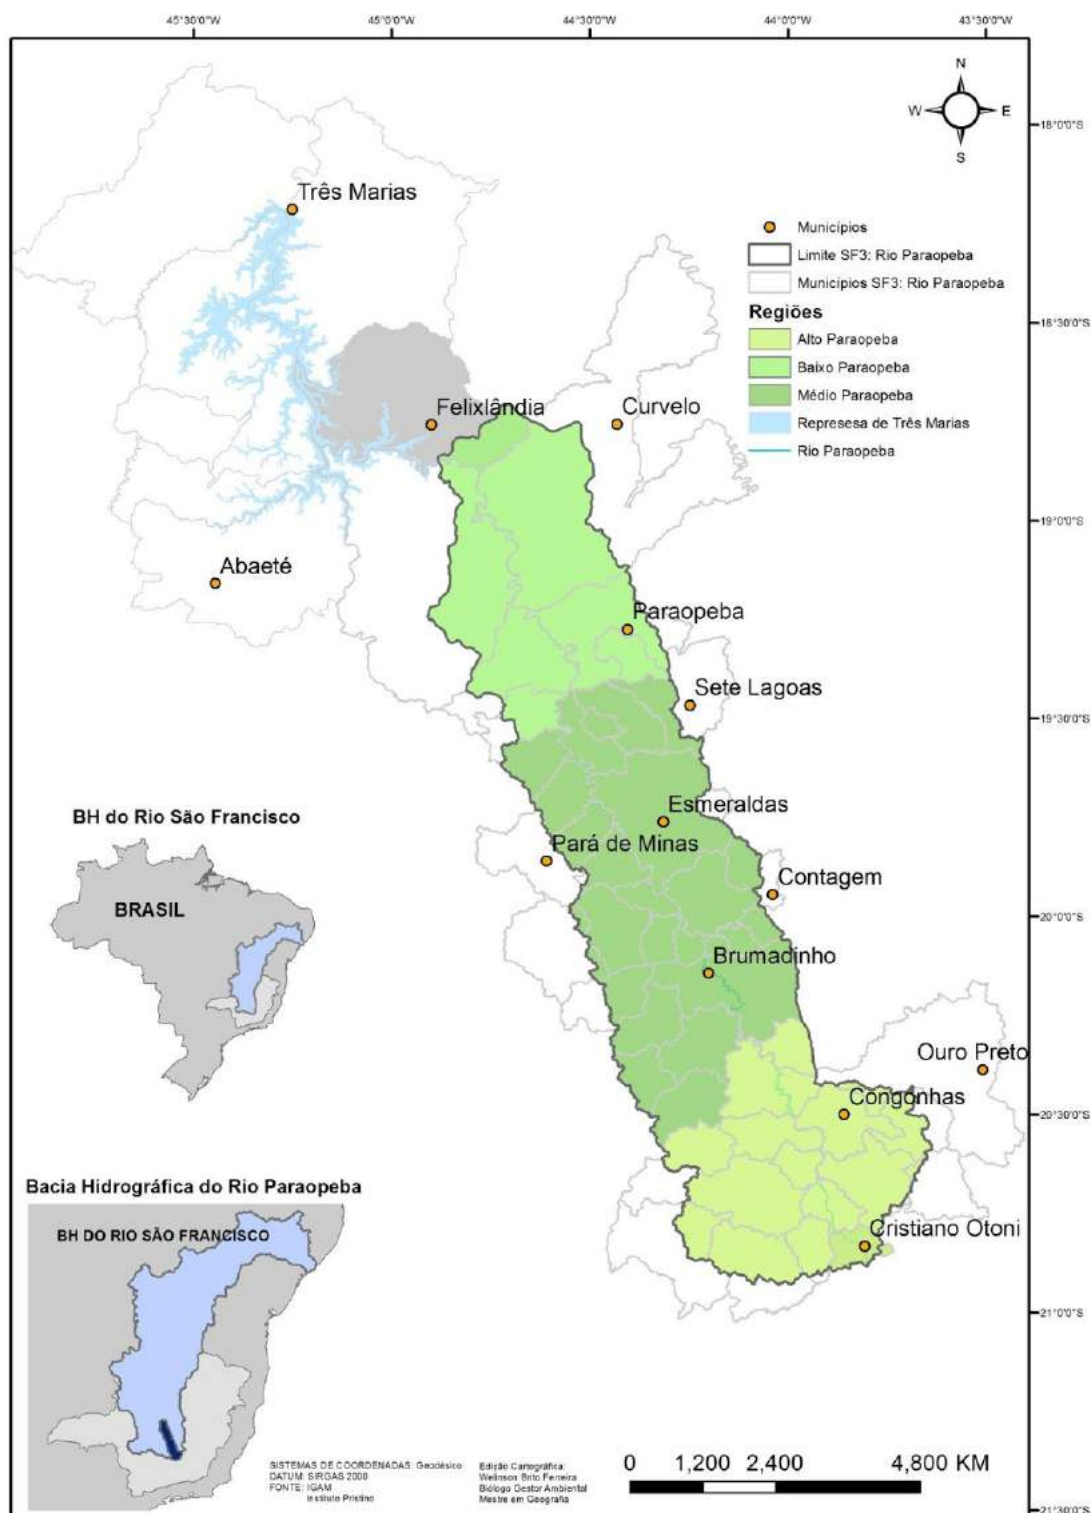 45°30'0"W 45°0'0"W 44°30'0"W 44°0'0"W 43°30'0"W
N
W E
S
18°0'0"S
18°30'0"S
19°0'0"S
19°30'0"S
20°0'0"S
20°30'0"S
21°0'0"S
21°30'0"S
Municípios
Limite SF3: Rio Paraopeba
Municípios SF3: Rio Paraopeba
Regiões
Alto Paraopeba
Baixo Paraopeba
Médio Paraopeba
Represesa de Três Marias
Rio Paraopeba
Três Marias
Felixlândia
Curvelo
Abaeté
Paraopeba
Sete Lagoas
Esmeraldas
Pará de Minas
Contagem
Brumadinho
Ouro Preto
Congonhas
Cristiano Otoni
BH do Rio São Francisco
BRASIL
Bacia Hidrográfica do Rio Paraopeba
BH DO RIO SÃO FRANCISCO
SISTEMAS DE COORDENADAS: Geodésico
DATUM: SIRGAS 2000
FONTE: IGAM
Instituto Prístino
Edição Cartográfica:
Welinson Brito Ferreira
Biólogo Gestor Ambiental
Mestre em Geografia
0 1,200 2,400 4,800 KM